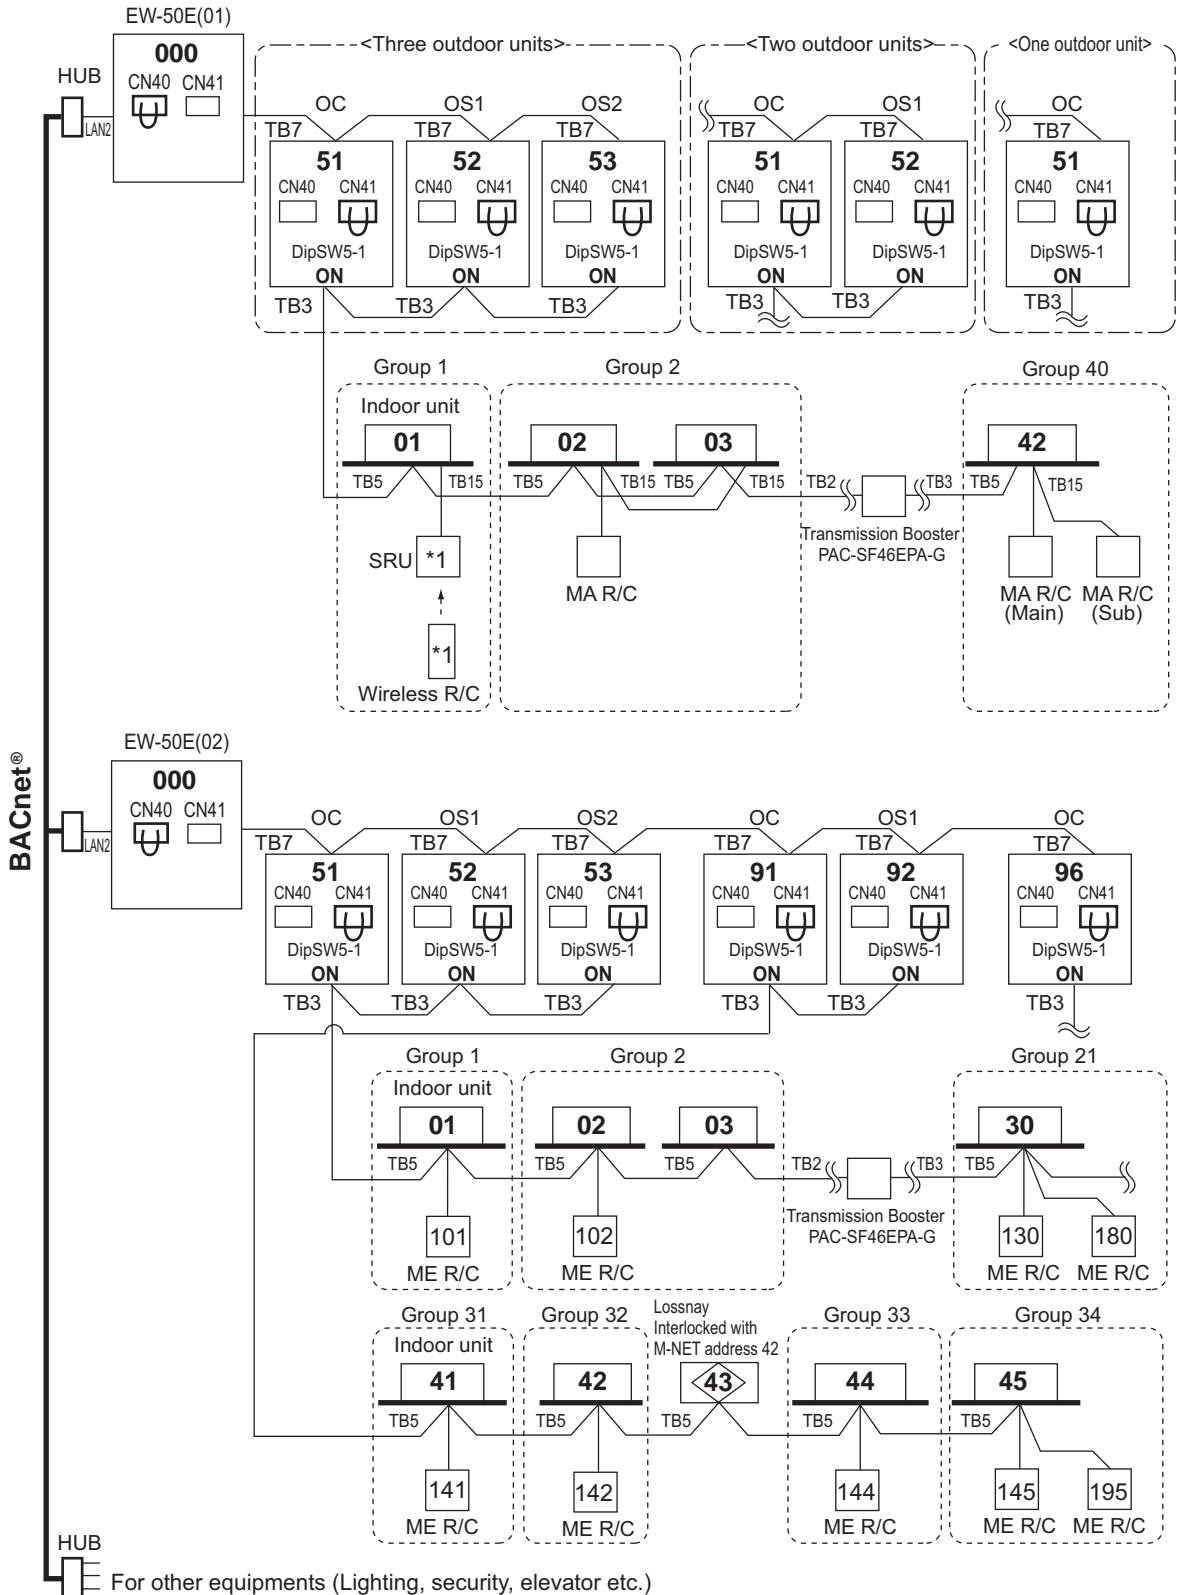 EW-50E(01)
000
CN40 CN41
HUB
LAN2
<Three outdoor units>
<Two outdoor units>
<One outdoor unit>
OC OS1 OS2 OC OS1 OC
TB7 TB7 TB7 TB7 TB7 TB7
51 52 53 51 52 51
CN40 CN41 CN40 CN41 CN40 CN41 CN40 CN41 CN40 CN41 CN40 CN41
DipSW5-1 DipSW5-1 DipSW5-1 DipSW5-1 DipSW5-1 DipSW5-1
ON ON ON ON ON ON
TB3 TB3 TB3 TB3 TB3 TB3
Group 1 Group 2 Group 40
Indoor unit
01 02 03 42
TB5 TB15 TB5 TB15 TB5 TB15 TB2 TB3 TB5 TB15
Transmission Booster
PAC-SF46EPA-G
SRU *1
MA R/C
MA R/C
(Main)
MA R/C
(Sub)
*1
Wireless R/C
BACnet®
EW-50E(02)
000
CN40 CN41
LAN2
OC OS1 OS2 OC OS1 OC
TB7 TB7 TB7 TB7 TB7 TB7
51 52 53 91 92 96
CN40 CN41 CN40 CN41 CN40 CN41 CN40 CN41 CN40 CN41 CN40 CN41
DipSW5-1 DipSW5-1 DipSW5-1 DipSW5-1 DipSW5-1 DipSW5-1
ON ON ON ON ON ON
TB3 TB3 TB3 TB3 TB3 TB3
Group 1 Group 2 Group 21
Indoor unit
01 02 03 30
TB5 TB5 TB5 TB2 TB3 TB5
Transmission Booster
PAC-SF46EPA-G
101 102 130 180
ME R/C ME R/C ME R/C ME R/C
Group 31 Group 32
Lossnay
Interlocked with
M-NET address 42
Group 33 Group 34
Indoor unit
41 42 43 44 45
TB5 TB5 TB5 TB5 TB5
141 142 144 145 195
ME R/C ME R/C ME R/C ME R/C ME R/C
HUB
For other equipments (Lighting, security, elevator etc.)